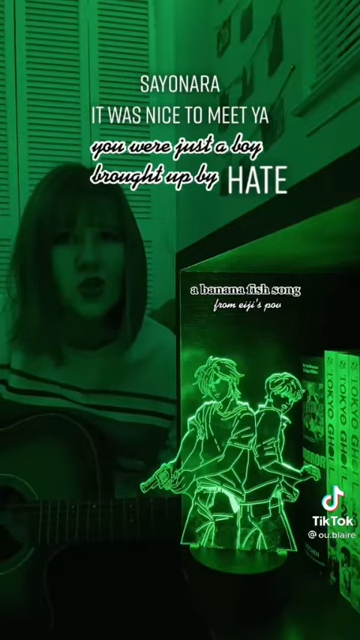 SAYONARA
IT WAS NICE TO MEET YA
you were just a boy
brought up by HATE
a banana fish song
from eiji's pov
TOKYO GHOUL
TOKYO GHOUL
TikTok
@ ou.blaire